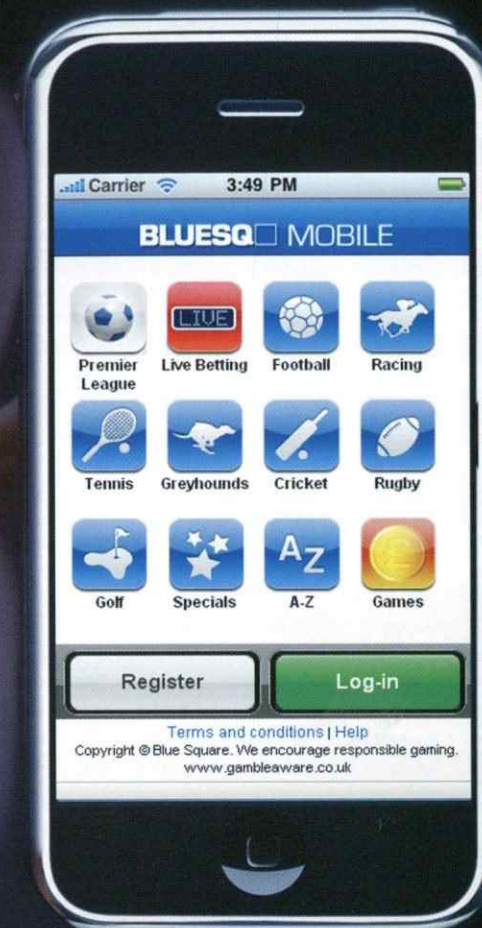 Carrier 3:49 PM
BLUESQ MOBILE
LIVE
Premier League Live Betting Football Racing
Tennis Greyhounds Cricket Rugby
AZ
Golf Specials A-Z Games
Register Log-in
Terms and conditions | Help
Copyright © Blue Square. We encourage responsible gaming.
www.gambleaware.co.uk